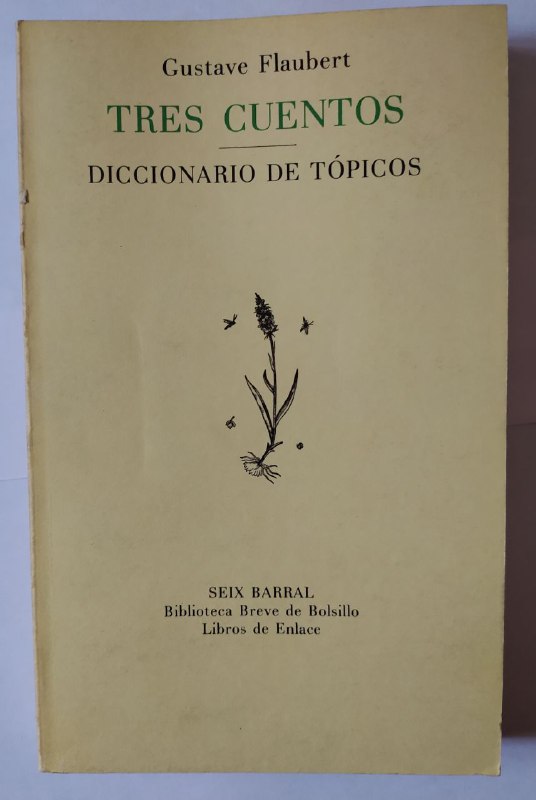 Gustave Flaubert
TRES CUENTOS
DICCIONARIO DE TÓPICOS
SEIX BARRAL
Biblioteca Breve de Bolsillo
Libros de Enlace